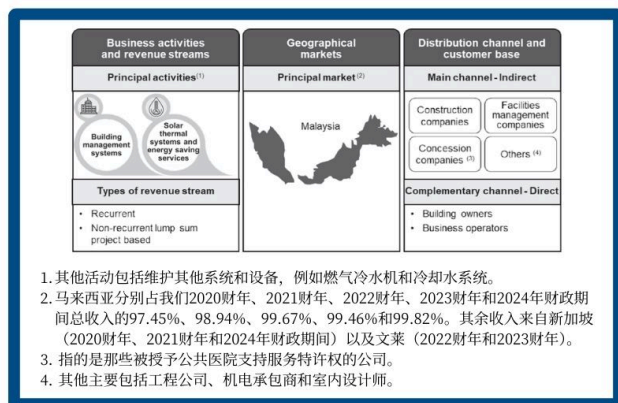 Business activities and revenue streams
Principal activities(1)
Building management systems
Solar thermal systems and energy saving services
Types of revenue stream
• Recurrent
• Non-recurrent lump sum project based
Geographical markets
Principal market(2)
Malaysia
Distribution channel and customer base
Main channel - Indirect
Construction companies
Facilities management companies
Concession companies (3)
Others (4)
Complementary channel - Direct
• Building owners
• Business operators
1. 其他活动包括维护其他系统和设备，例如燃气冷水机和冷却水系统。
2. 马来西亚分别占我们2020财年、2021财年、2022财年、2023财年和2024年财政期
间总收入的97.45%、98.94%、99.67%、99.46%和99.82%。其余收入来自新加坡
（2020财年、2021财年和2024年财政期间）以及文莱（2022财年和2023财年）。
3. 指的是那些被授予公共医院支持服务特许权的公司。
4. 其他主要包括工程公司、机电承包商和室内设计师。